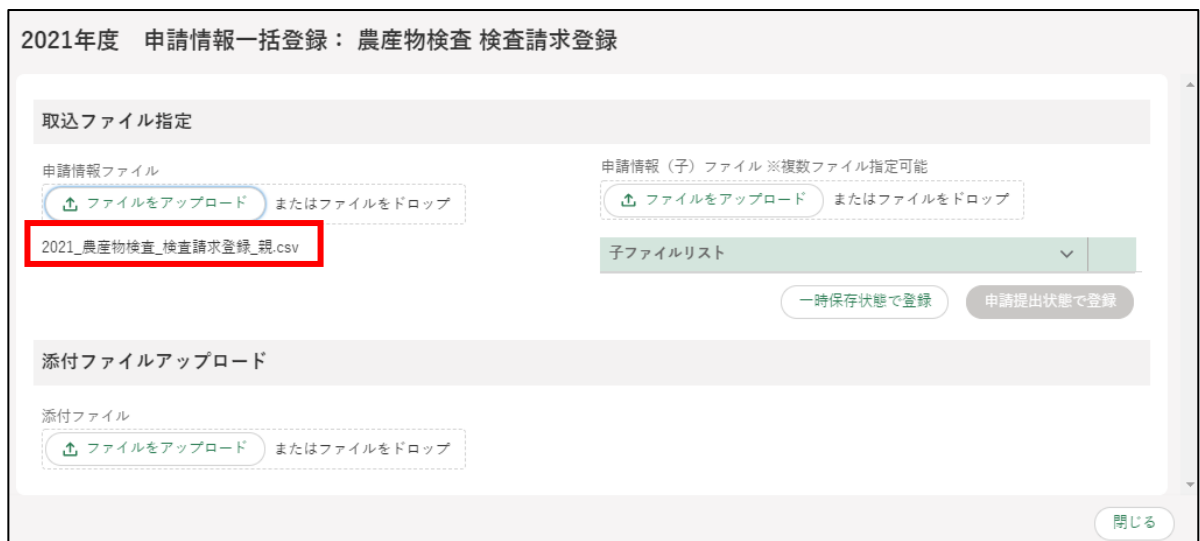 2021年度　申請情報一括登録： 農産物検査 検査請求登録
取込ファイル指定
申請情報ファイル
ファイルをアップロード またはファイルをドロップ
2021_農産物検査_検査請求登録_親.csv
申請情報（子）ファイル ※複数ファイル指定可能
ファイルをアップロード またはファイルをドロップ
子ファイルリスト
一時保存状態で登録 申請提出状態で登録
添付ファイルアップロード
添付ファイル
ファイルをアップロード またはファイルをドロップ
閉じる